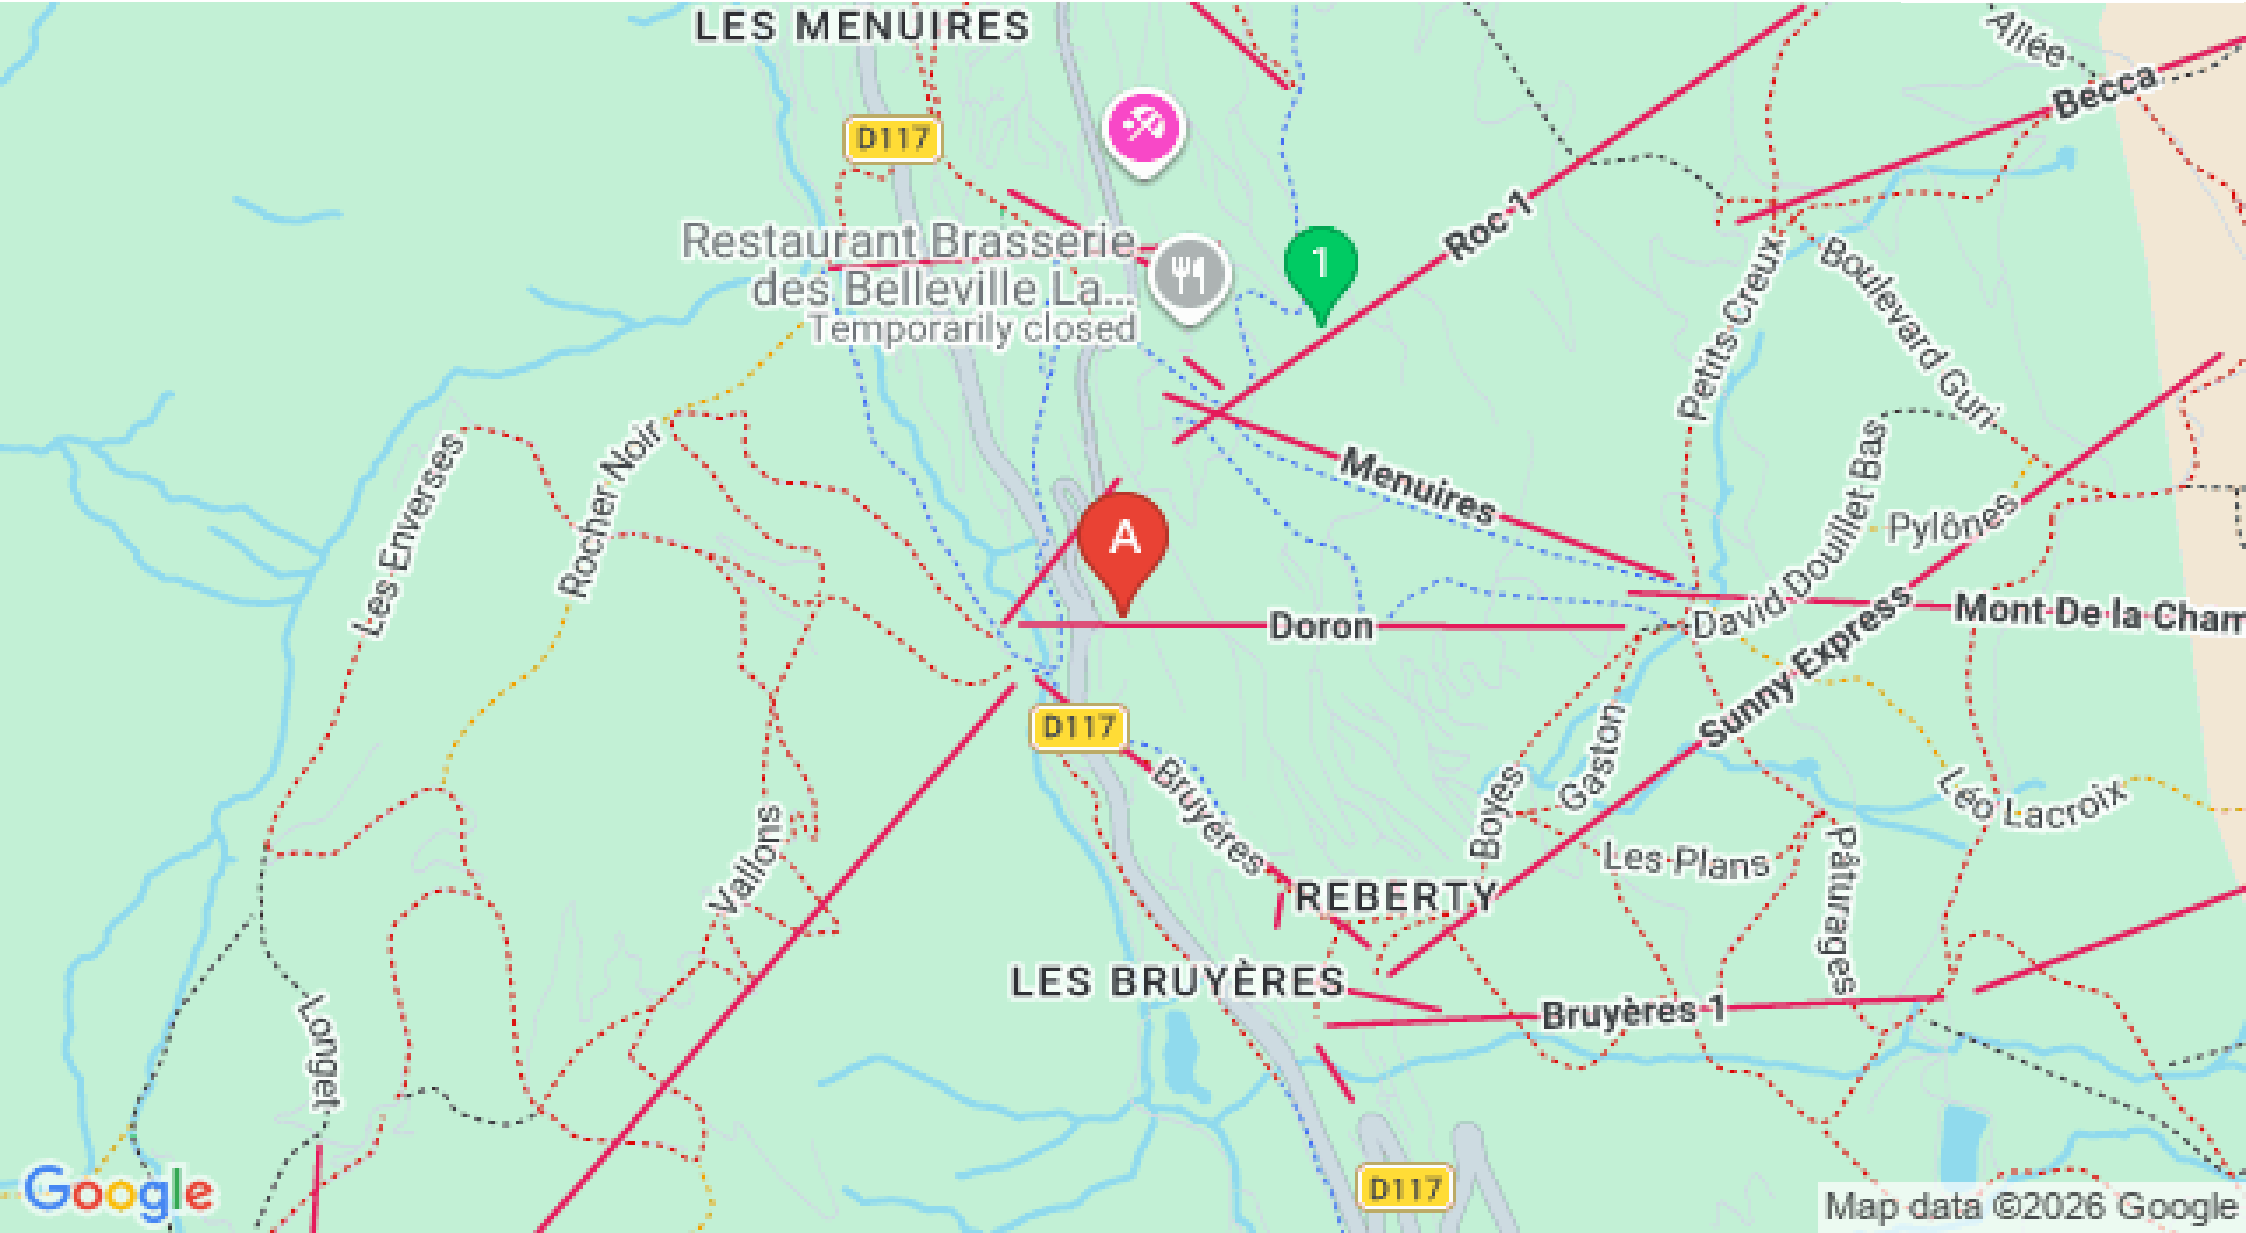 LES MENUIRES
Allée
Becca
D117
Roc 1
Restaurant Brasserie
des Belleville La...
Temporarily closed
1
Petits Creux
Boulevard Guri
Les Enverses
Rocher Noir
Menuires
David Douillet Bas
Pylônes
A
Doron
Mont De la Cham
Sunny Express
D117
Bruyères
Gaston
Boyes
Léo Lacroix
Vallons
Les Plans
Pâturages
REBERTY
LES BRUYÈRES
Bruyères 1
Longet
D117
Google
Map data ©2026 Google